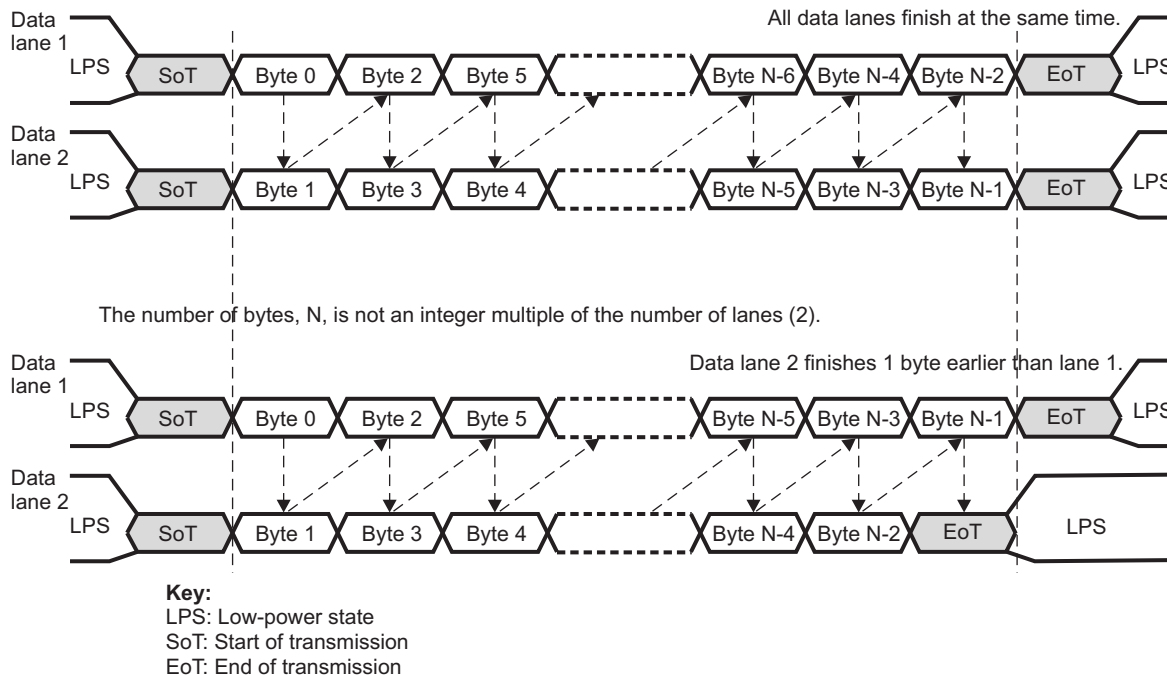 All data lanes finish at the same time.
Data
lane 1
LPS SoT Byte 0 Byte 2 Byte 5 Byte N-6 Byte N-4 Byte N-2 EoT LPS
Data
lane 2
LPS SoT Byte 1 Byte 3 Byte 4 Byte N-5 Byte N-3 Byte N-1 EoT LPS
The number of bytes, N, is not an integer multiple of the number of lanes (2).
Data lane 2 finishes 1 byte earlier than lane 1.
Data
lane 1
LPS SoT Byte 0 Byte 2 Byte 5 Byte N-5 Byte N-3 Byte N-1 EoT LPS
Data
lane 2
LPS SoT Byte 1 Byte 3 Byte 4 Byte N-4 Byte N-2 EoT LPS
Key:
LPS: Low-power state
SoT: Start of transmission
EoT: End of transmission